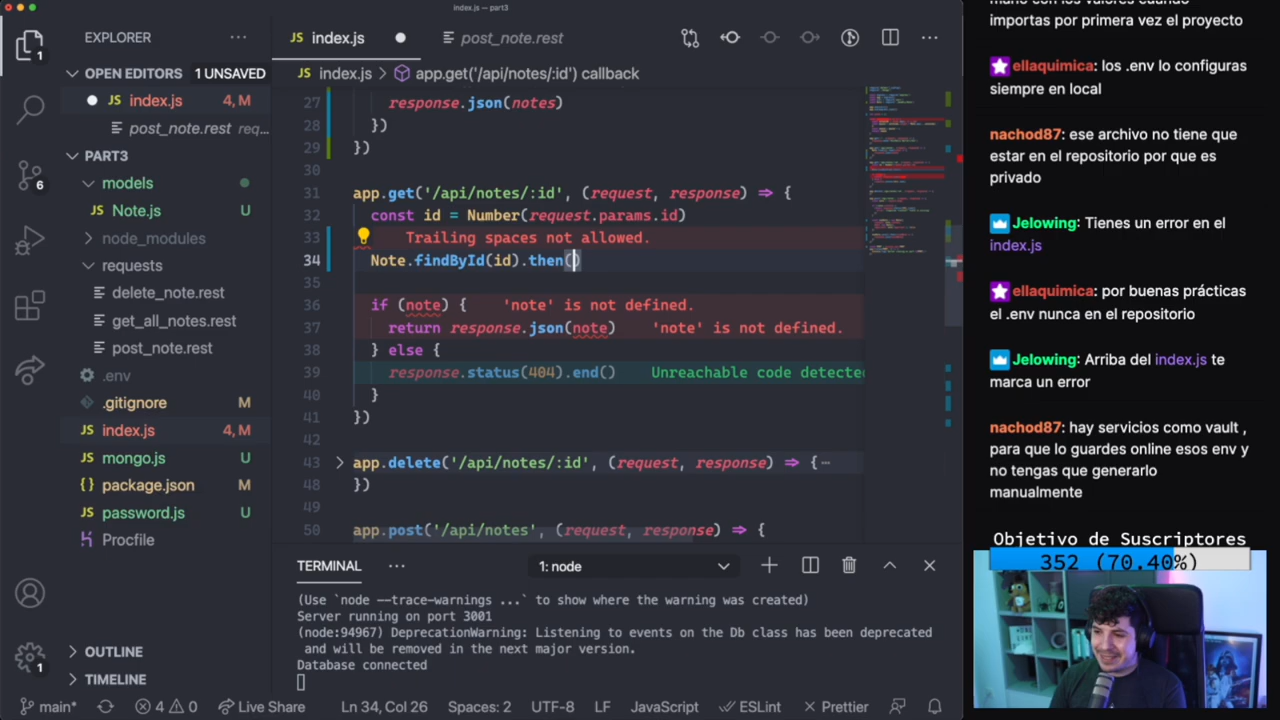 index.js — part3
EXPLORER
OPEN EDITORS
1 UNSAVED
index.js
4, M
post_note.rest req...
PART3
models
Note.js
U
node_modules
requests
delete_note.rest
get_all_notes.rest
post_note.rest
.env
.gitignore
M
index.js
4, M
mongo.js
U
package.json
M
password.js
U
Procfile
OUTLINE
TIMELINE
1
6
1
index.js
post_note.rest
index.js > app.get('/api/notes/:id') callback
27 response.json(notes)
28 })
29 })
30
31 app.get('/api/notes/:id', (request, response) => {
32 const id = Number(request.params.id)
33 Trailing spaces not allowed.
34 Note.findById(id).then()
35
36 if (note) { 'note' is not defined.
37 return response.json(note) 'note' is not defined.
38 } else {
39 response.status(404).end() Unreachable code detected
40 }
41 })
42
43 app.delete('/api/notes/:id', (request, response) => {…
48 })
49
50 app.post('/api/notes', (request, response) => {
TERMINAL
1: node
(Use `node --trace-warnings ...` to show where the warning was created)
Server running on port 3001
(node:94967) DeprecationWarning: Listening to events on the Db class has been deprecated
and will be removed in the next major version.
Database connected
main*
4
0
Live Share
Ln 34, Col 26
Spaces: 2
UTF-8
LF
JavaScript
ESLint
Prettier
mano con los valores cuando
importas por primera vez el proyecto
ellaquimica: los .env lo configuras
siempre en local
nachod87: ese archivo no tiene que
estar en el repositorio por que es
privado
Jelowing: Tienes un error en el
index.js
ellaquimica: por buenas prácticas
el .env nunca en el repositorio
Jelowing: Arriba del index.js te
marca un error
nachod87: hay servicios como vault ,
para que lo guardes online esos env y
no tengas que generarlo
manualmente
Objetivo de Suscriptores
352 (70.40%)